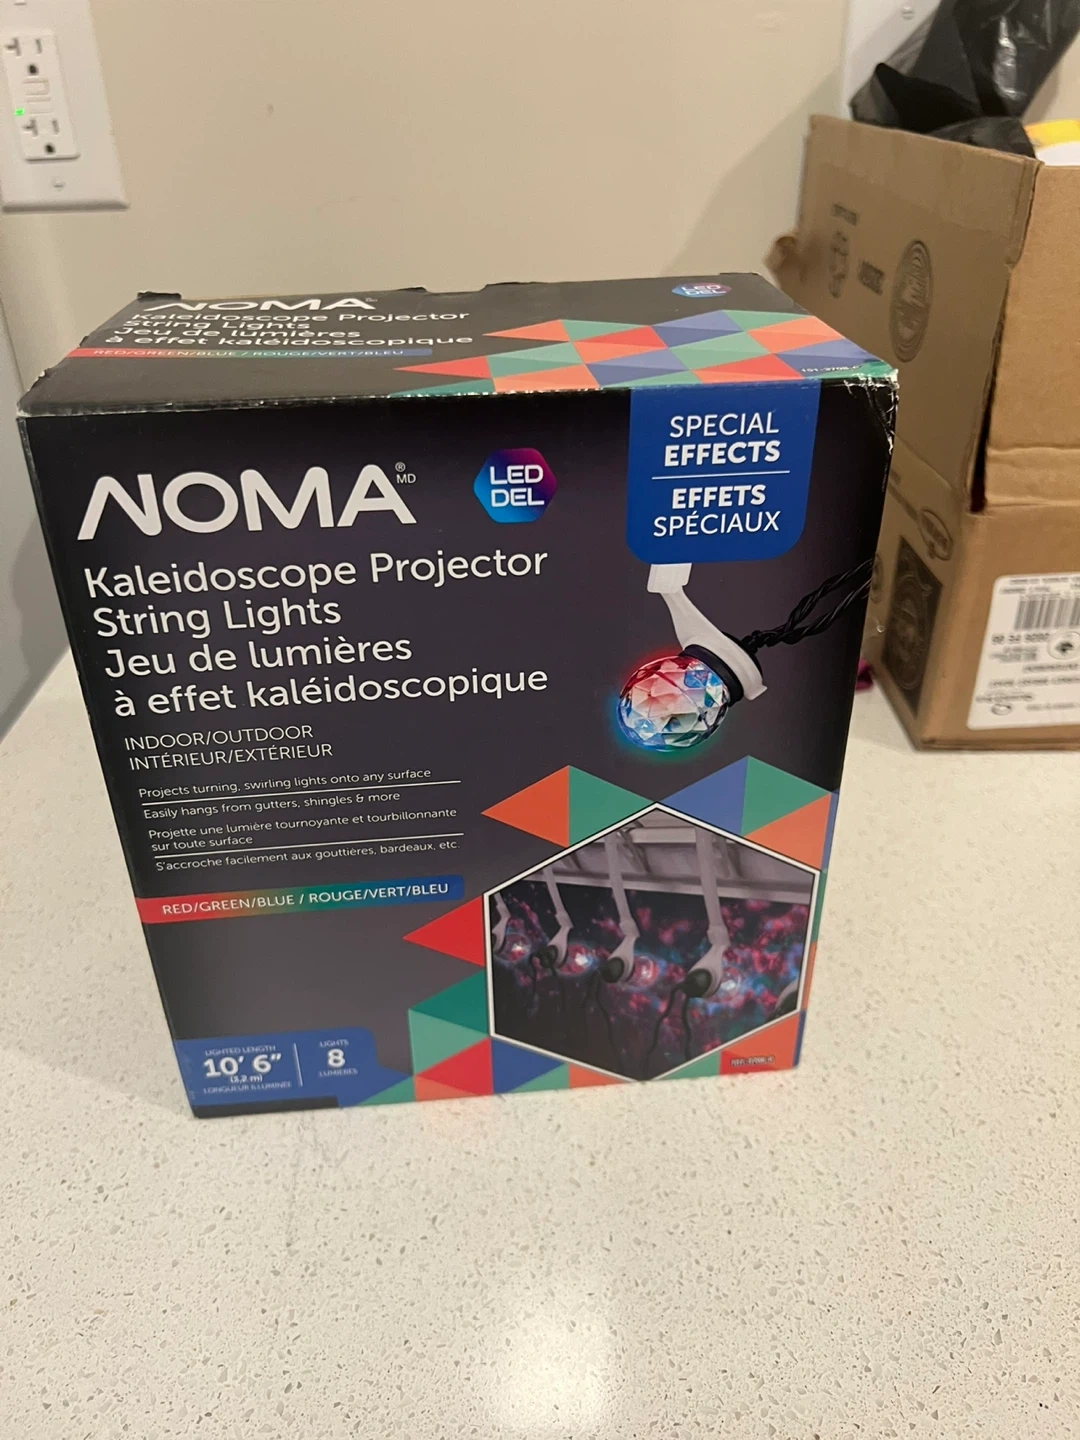 NOMA
Kaleidoscope Projector
String Lights
Jeu de lumières
à effet kaléidoscopique
RED/GREEN/BLUE / ROUGE/VERT/BLEU
LED
DEL
SPECIAL
EFFECTS
EFFETS
SPÉCIAUX
NOMA® MD
LED
DEL
Kaleidoscope Projector
String Lights
Jeu de lumières
à effet kaléidoscopique
INDOOR/OUTDOOR
INTÉRIEUR/EXTÉRIEUR
Projects turning, swirling lights onto any surface
Easily hangs from gutters, shingles & more
Projette une lumière tournoyante et tourbillonnante
sur toute surface
S'accroche facilement aux gouttières, bardeaux, etc.
RED/GREEN/BLUE / ROUGE/VERT/BLEU
LIGHTED LENGTH
10' 6"
(3,2 m)
LONGUEUR ILLUMINÉE
LIGHTS
8
LUMIÈRES